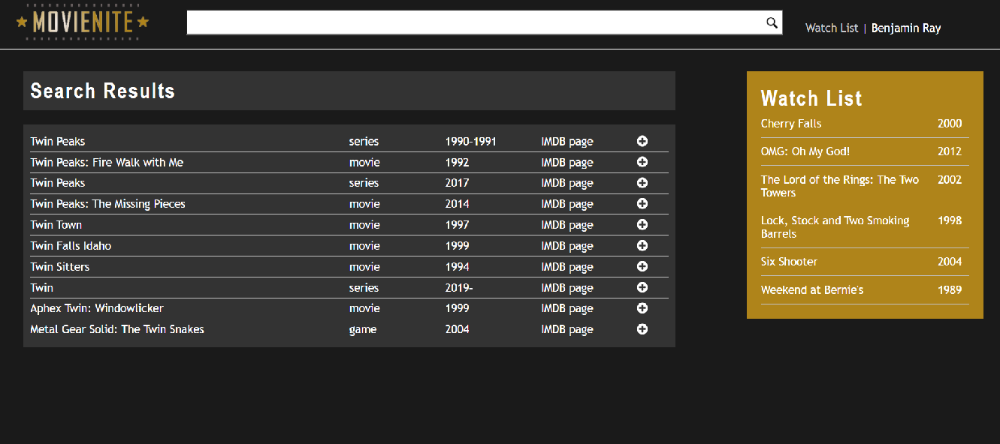 MOVIENITE
Watch List | Benjamin Ray
Search Results
Twin Peaks series 1990-1991 IMDB page
Twin Peaks: Fire Walk with Me movie 1992 IMDB page
Twin Peaks series 2017 IMDB page
Twin Peaks: The Missing Pieces movie 2014 IMDB page
Twin Town movie 1997 IMDB page
Twin Falls Idaho movie 1999 IMDB page
Twin Sitters movie 1994 IMDB page
Twin series 2019- IMDB page
Aphex Twin: Windowlicker movie 1999 IMDB page
Metal Gear Solid: The Twin Snakes game 2004 IMDB page
Watch List
Cherry Falls 2000
OMG: Oh My God! 2012
The Lord of the Rings: The Two 2002
Towers
Lock, Stock and Two Smoking 1998
Barrels
Six Shooter 2004
Weekend at Bernie's 1989